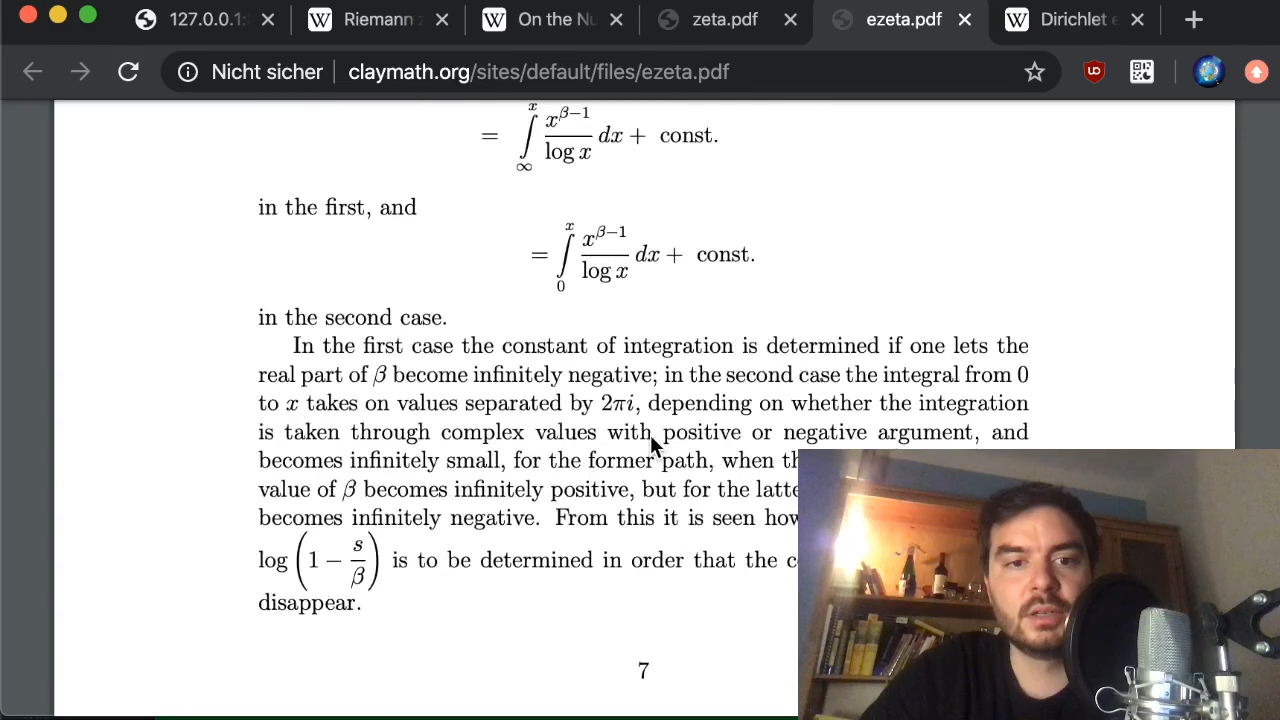 127.0.0.1: Riemann z On the Nu zeta.pdf ezeta.pdf Dirichlet e
Nicht sicher claymath.org/sites/default/files/ezeta.pdf
= ∫_∞^x x^{β−1}/log x dx + const.
in the first, and
= ∫_0^x x^{β−1}/log x dx + const.
in the second case.
In the first case the constant of integration is determined if one lets the
real part of β become infinitely negative; in the second case the integral from 0
to x takes on values separated by 2πi, depending on whether the integration
is taken through complex values with positive or negative argument, and
becomes infinitely small, for the former path, when th
value of β becomes infinitely positive, but for the latte
becomes infinitely negative. From this it is seen how
log (1 − s/β) is to be determined in order that the c
disappear.
7